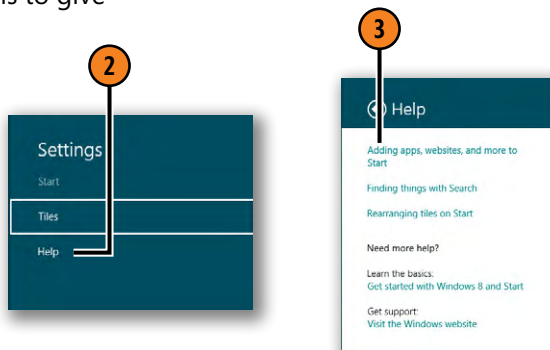 is to give
2
Settings
Start
Tiles
Help
3
Help
Adding apps, websites, and more to
Start
Finding things with Search
Rearranging tiles on Start
Need more help?
Learn the basics:
Get started with Windows 8 and Start
Get support:
Visit the Windows website